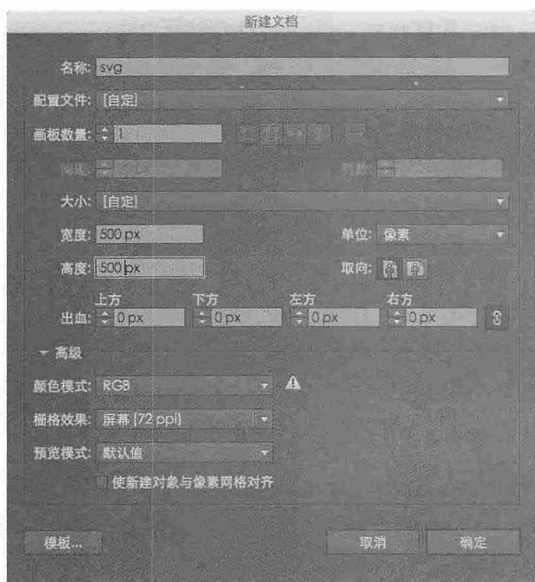 新建文档
名称: svg
配置文件: [自定]
画板数量: 1
间距:
列数:
大小: [自定]
宽度: 500 px
单位: 像素
高度: 500 px
取向:
上方 下方 左方 右方
出血: 0 px 0 px 0 px 0 px
高级
颜色模式: RGB
栅格效果: 屏幕 (72 ppi)
预览模式: 默认值
使新建对象与像素网格对齐
模板... 取消 确定